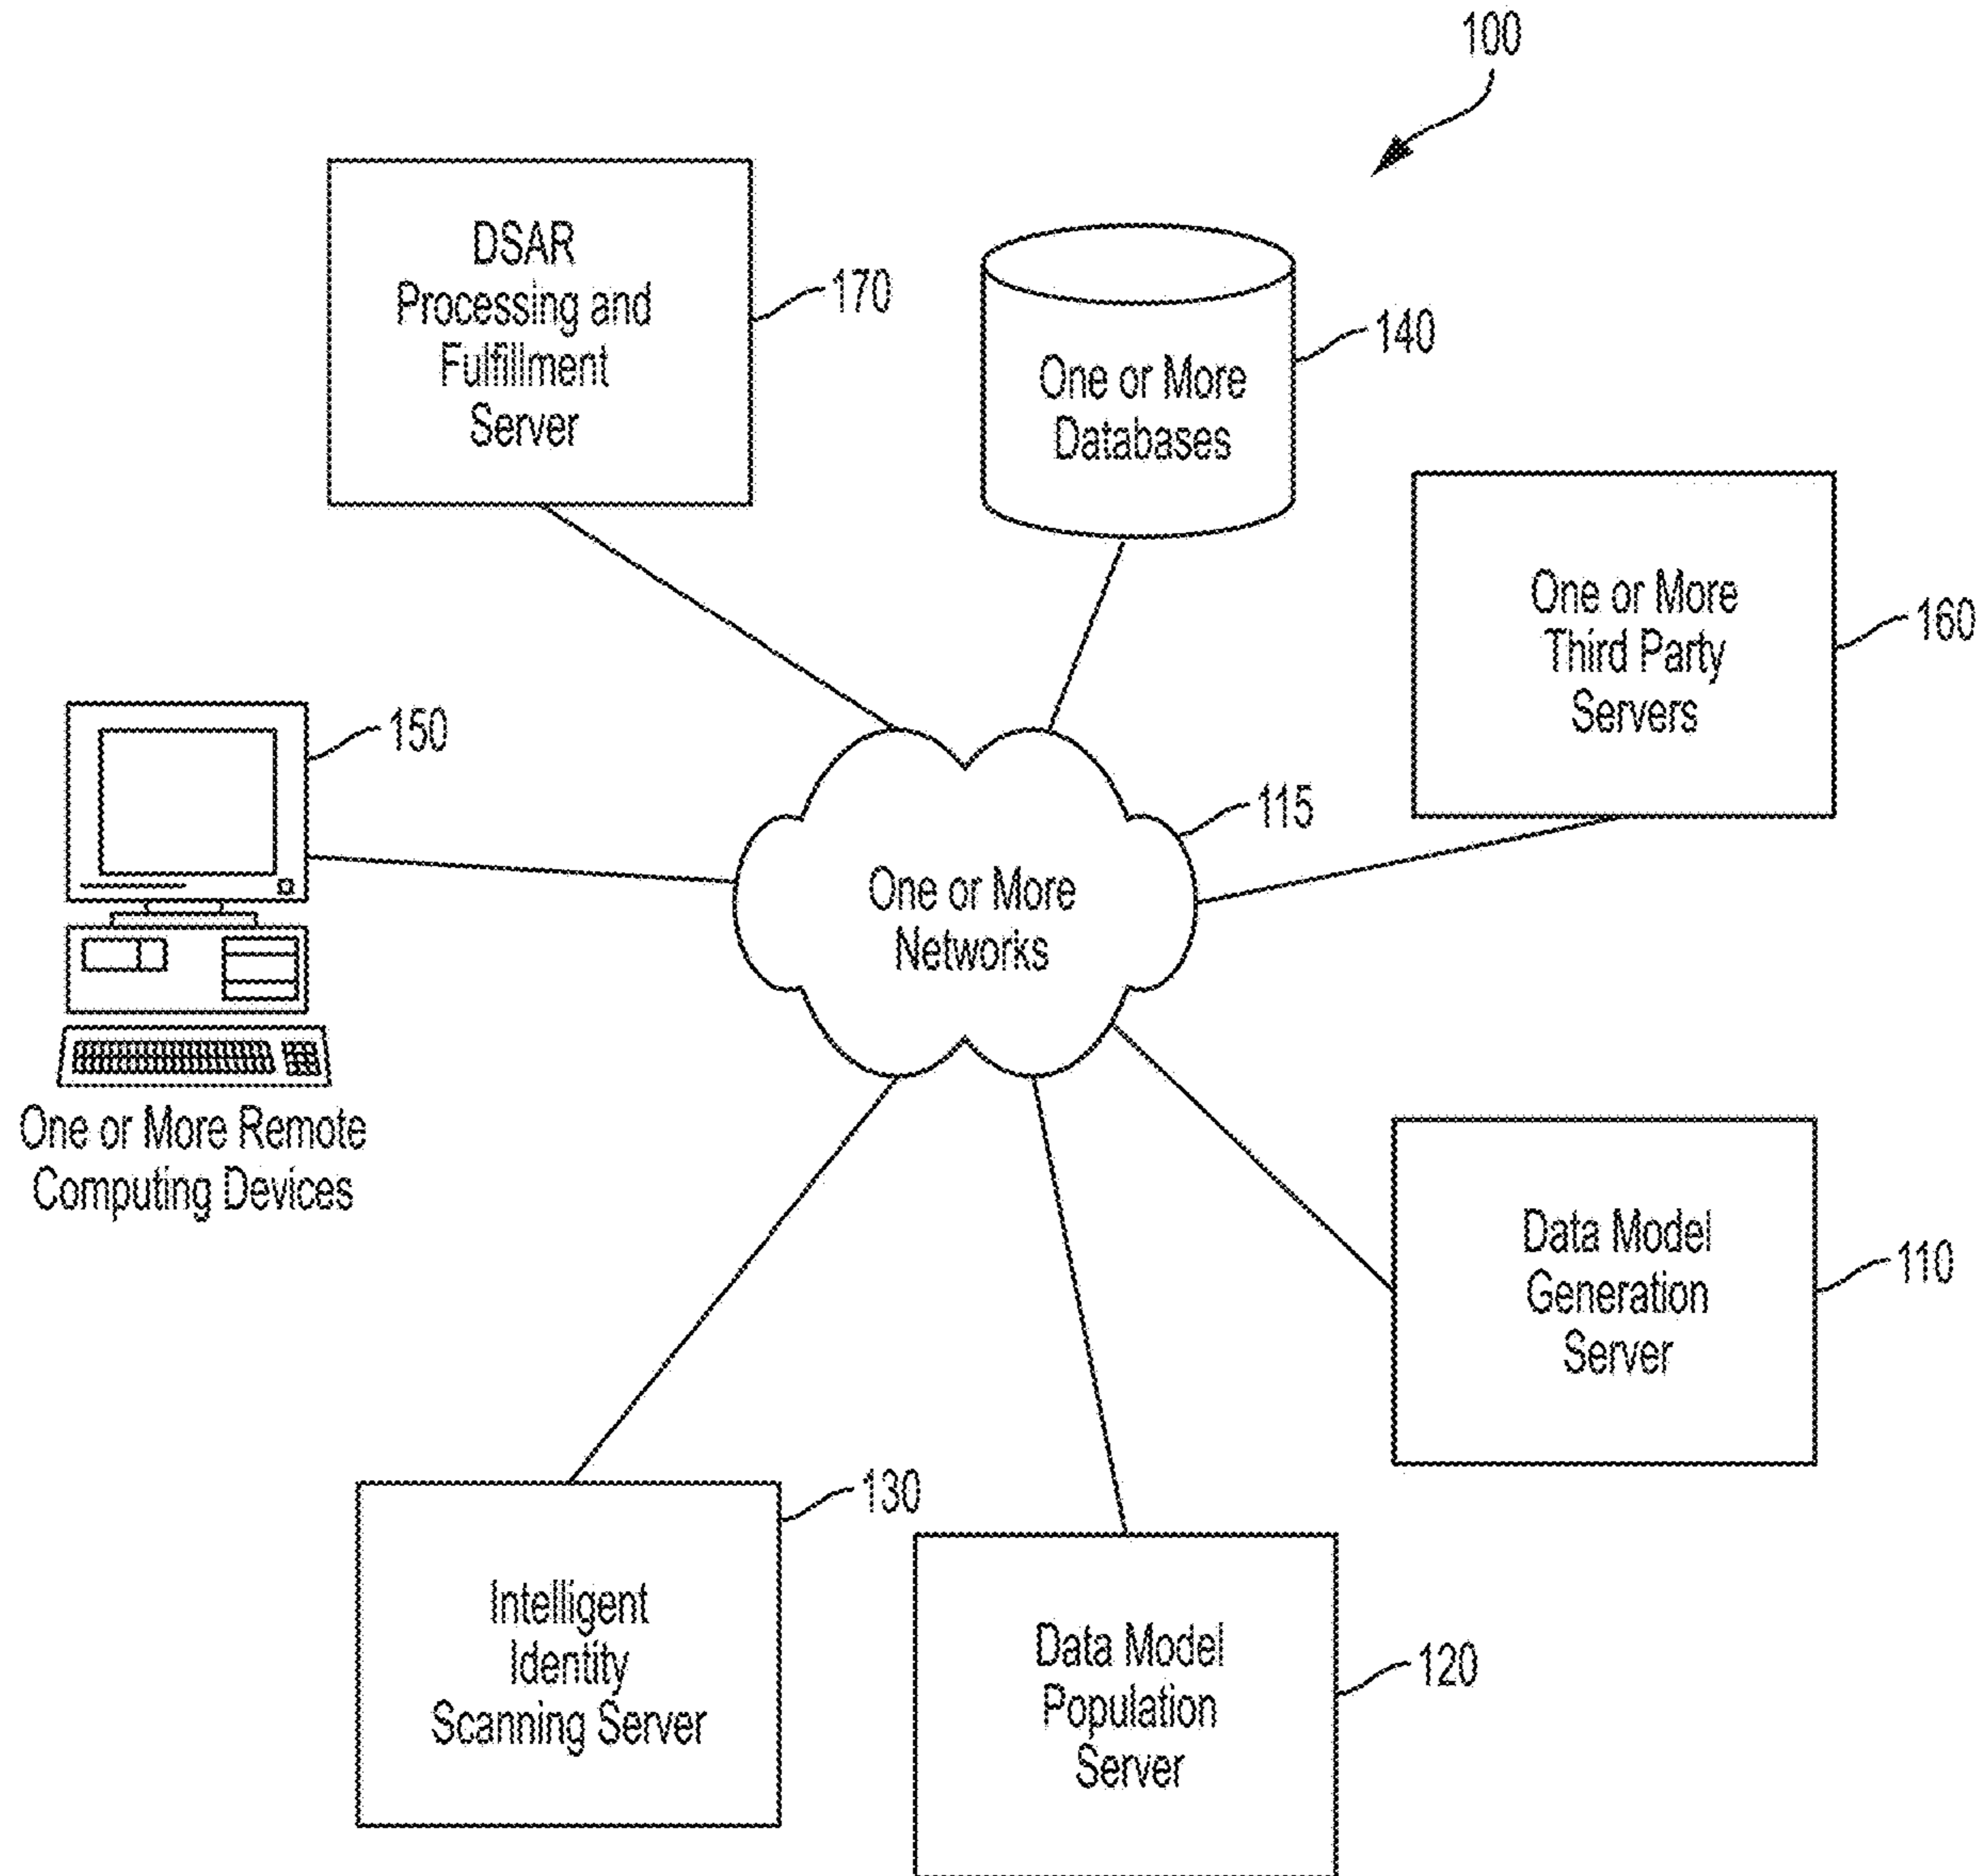 100
DSAR
Processing and
Fulfillment
Server
170
One or More
Databases
140
One or More
Third Party
Servers
160
150
One or More Remote
Computing Devices
115
One or More
Networks
Data Model
Generation
Server
110
Intelligent
Identity
Scanning Server
130
Data Model
Population
Server
120